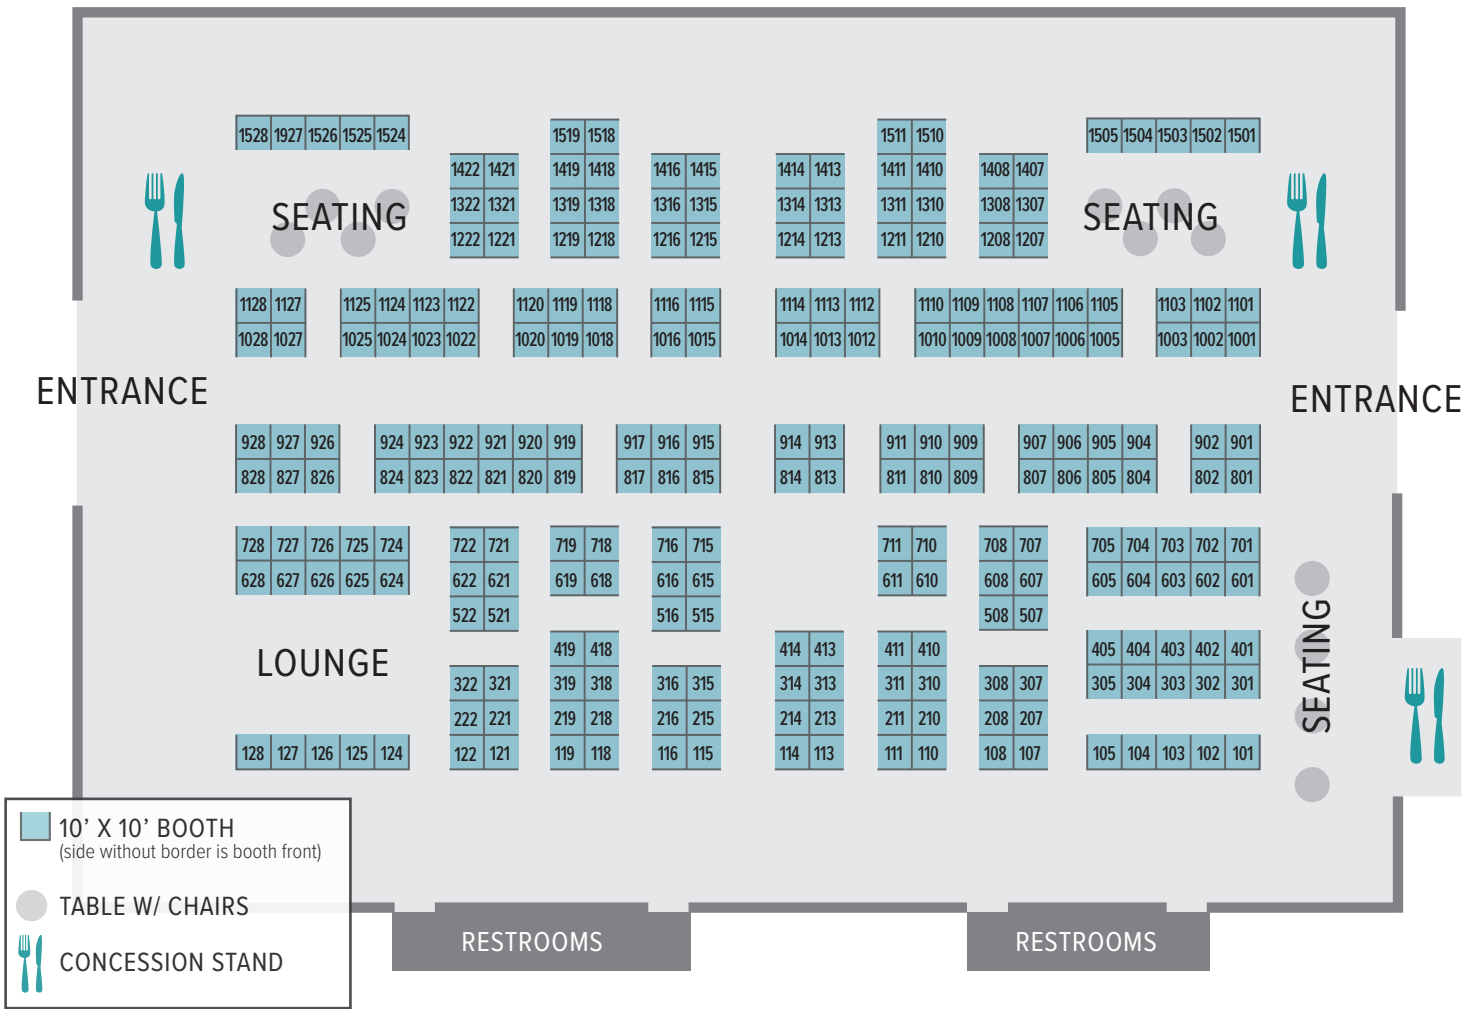 1528 1927 1526 1525 1524
1519 1518
1511 1510
1505 1504 1503 1502 1501
1422 1421 1419 1418 1416 1415 1414 1413 1411 1410 1408 1407
1322 1321 1319 1318 1316 1315 1314 1313 1311 1310 1308 1307
SEATING
SEATING
1222 1221 1219 1218 1216 1215 1214 1213 1211 1210 1208 1207
1128 1127 1125 1124 1123 1122 1120 1119 1118 1116 1115 1114 1113 1112 1110 1109 1108 1107 1106 1105 1103 1102 1101
1028 1027 1025 1024 1023 1022 1020 1019 1018 1016 1015 1014 1013 1012 1010 1009 1008 1007 1006 1005 1003 1002 1001
ENTRANCE
ENTRANCE
928 927 926 924 923 922 921 920 919 917 916 915 914 913 911 910 909 907 906 905 904 902 901
828 827 826 824 823 822 821 820 819 817 816 815 814 813 811 810 809 807 806 805 804 802 801
728 727 726 725 724 722 721 719 718 716 715 711 710 708 707 705 704 703 702 701
628 627 626 625 624 622 621 619 618 616 615 611 610 608 607 605 604 603 602 601
522 521 516 515 508 507
LOUNGE
SEATING
419 418 414 413 411 410 405 404 403 402 401
322 321 319 318 316 315 314 313 311 310 308 307 305 304 303 302 301
222 221 219 218 216 215 214 213 211 210 208 207
128 127 126 125 124 122 121 119 118 116 115 114 113 111 110 108 107 105 104 103 102 101
10’ X 10’ BOOTH
(side without border is booth front)
TABLE W/ CHAIRS
CONCESSION STAND
RESTROOMS
RESTROOMS